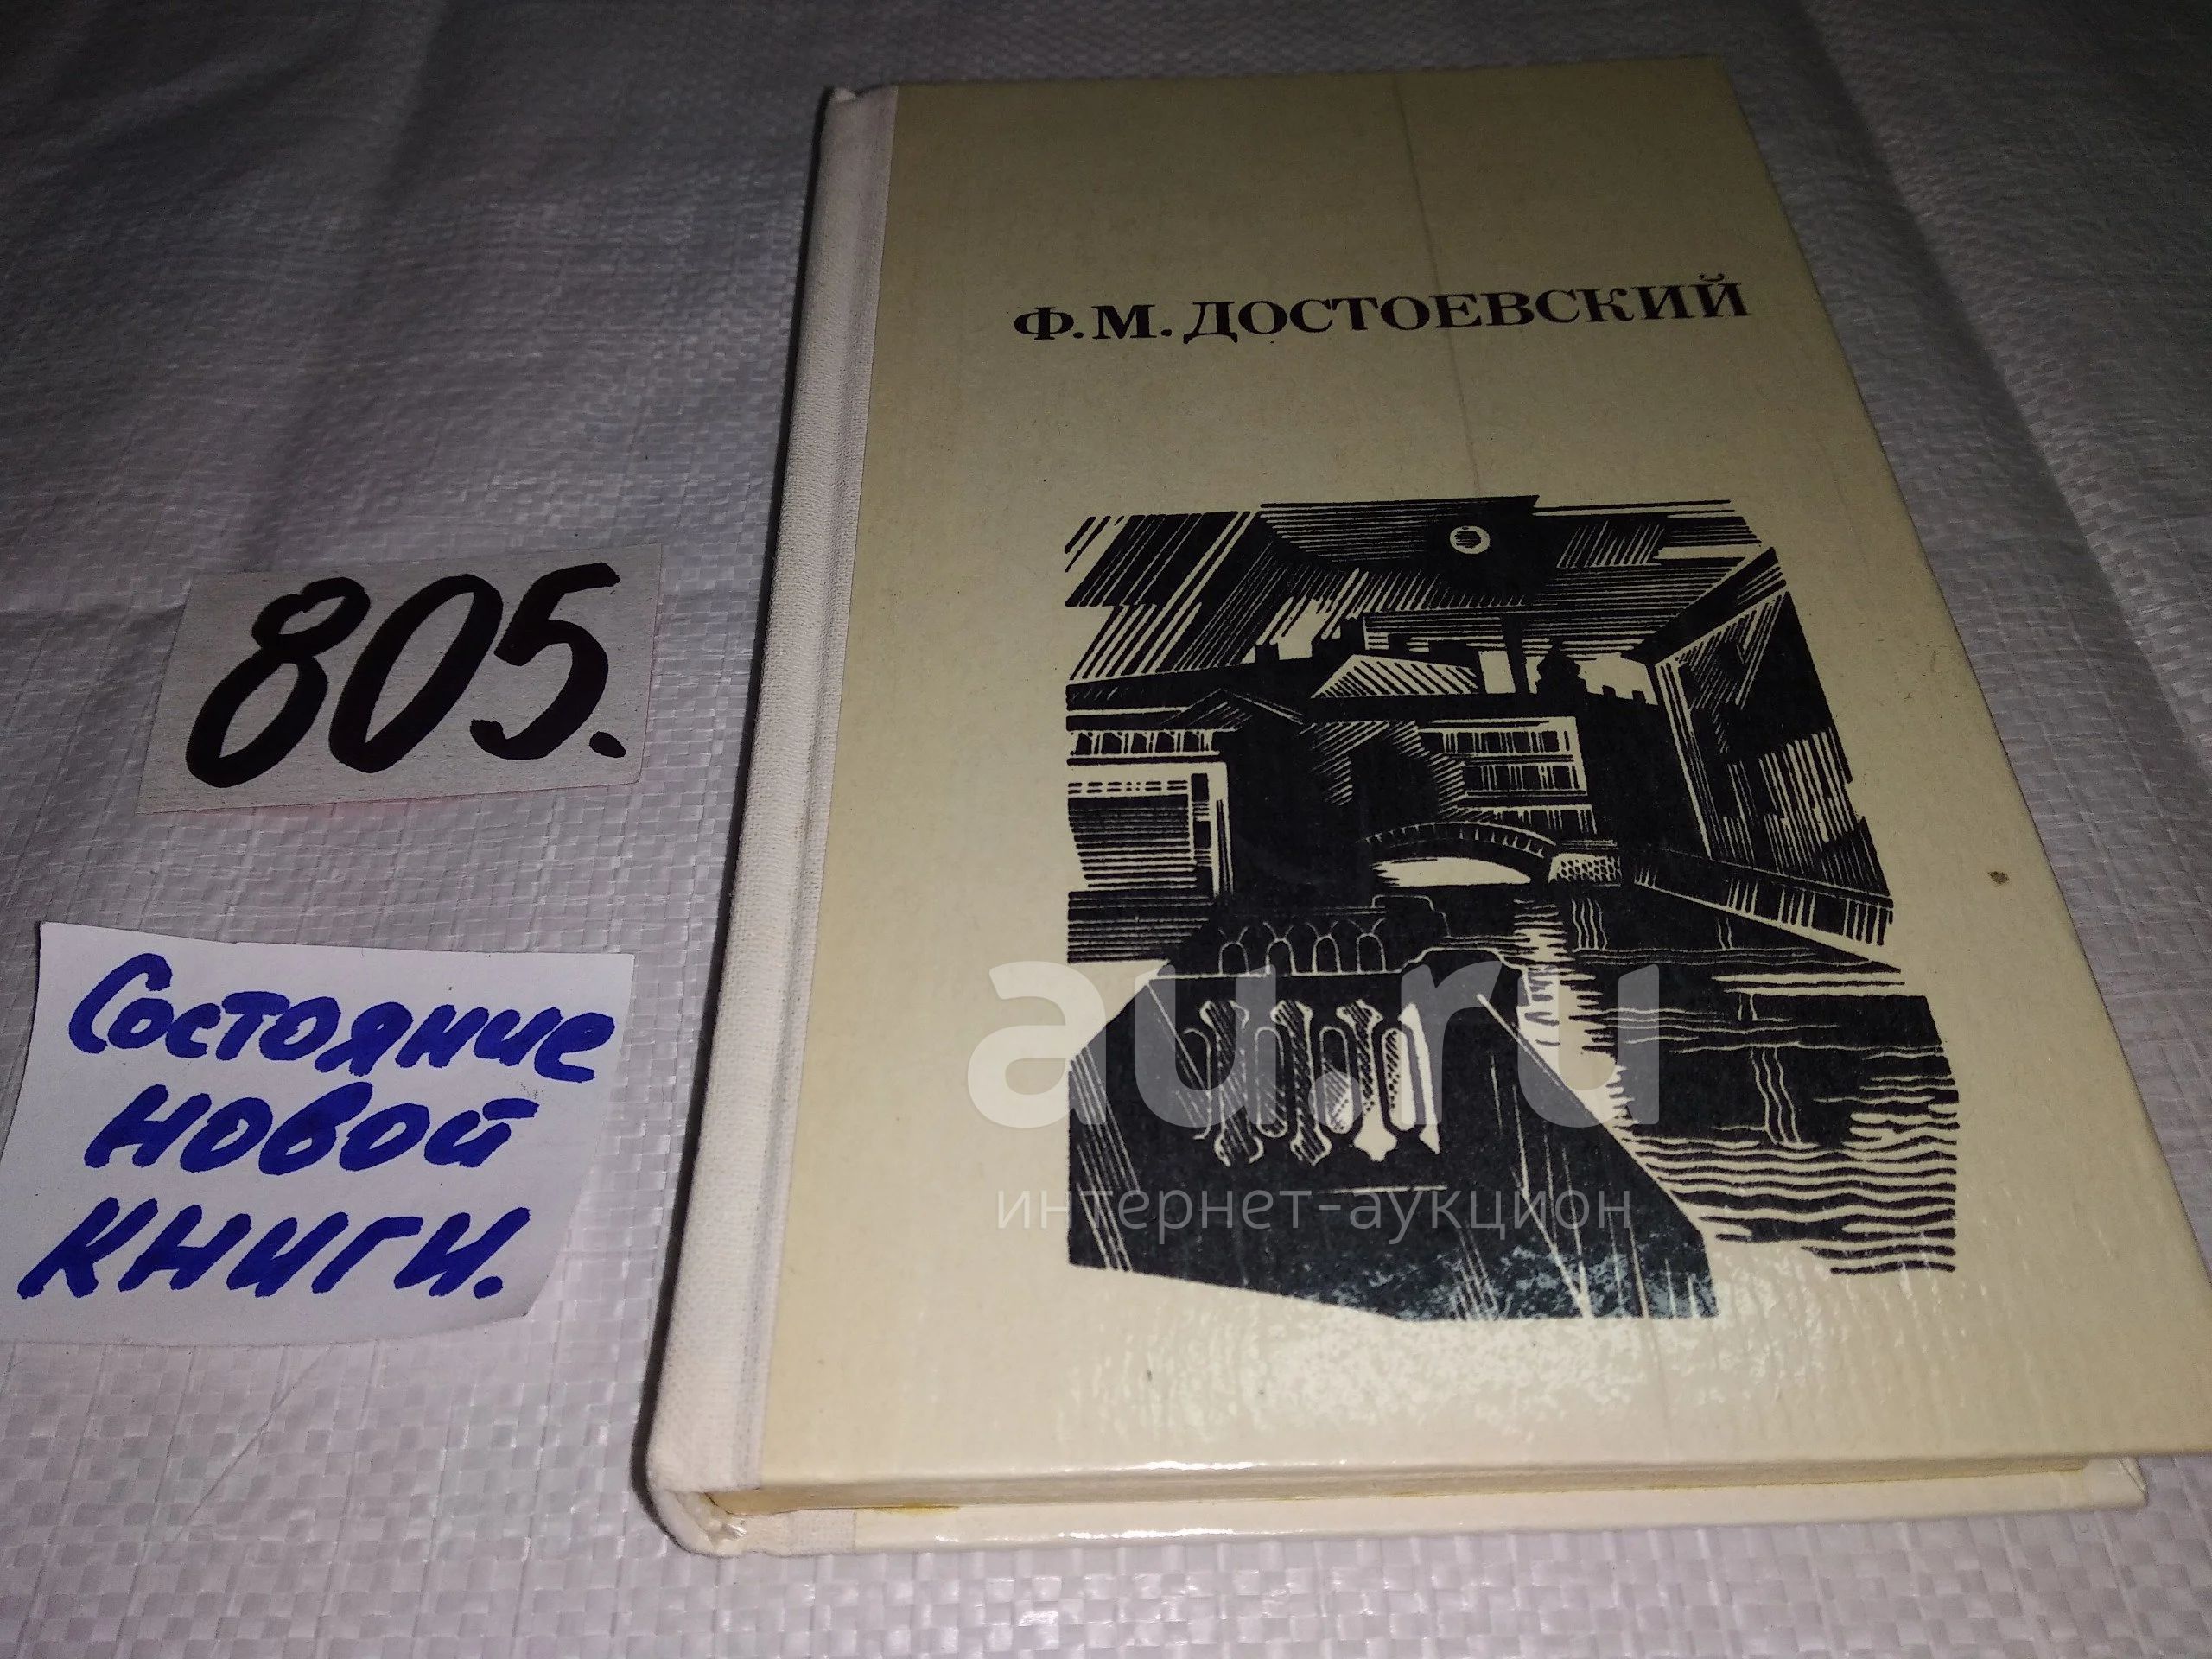 Ф.М. ДОСТОЕВСКИЙ
805.
Состояние
новой
книги.
au.ru
интернет-аукцион